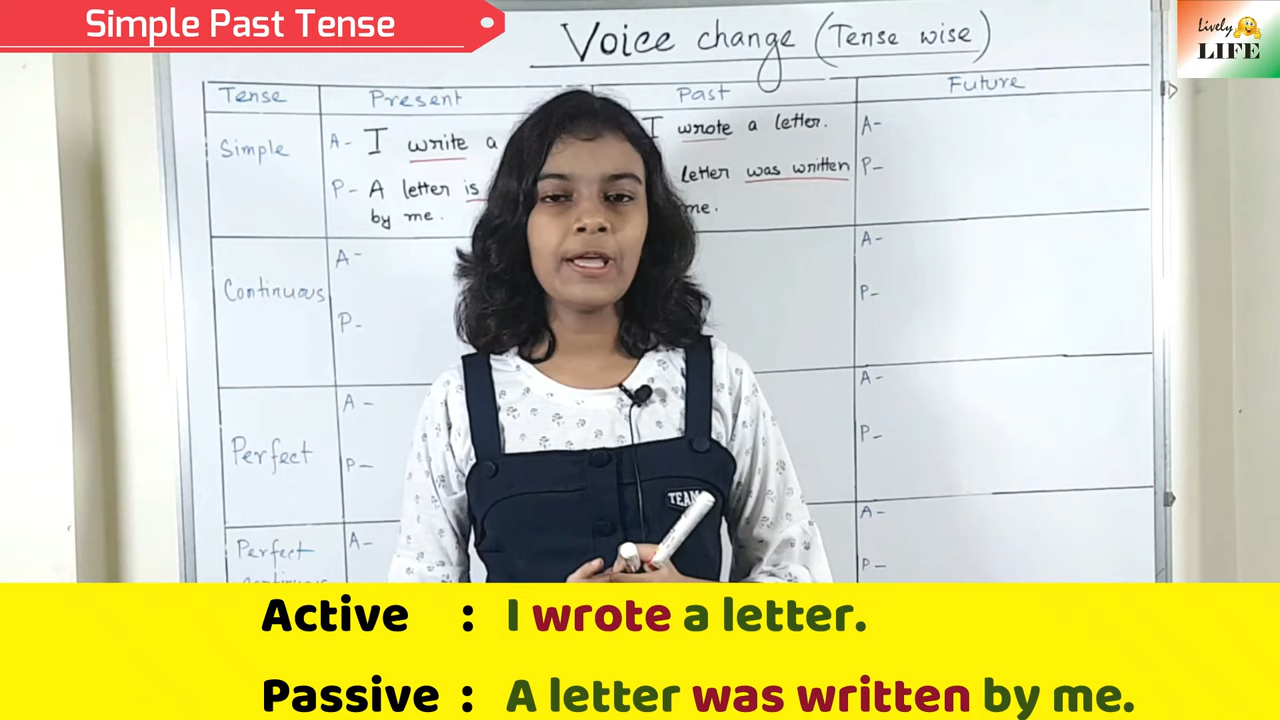 Simple Past Tense
Lively
LIFE
Voice change (Tense wise)
Tense Present Past Future
Simple
A- I write a
P- A letter is
by me.
I wrote a letter.
Letter was written
me.
A-
P-
Continuous
A-
P-
A-
P-
Perfect
A-
P-
A-
P-
Perfect
continuous
A-
A-
P-
TEAM
Active : I wrote a letter.
Passive : A letter was written by me.